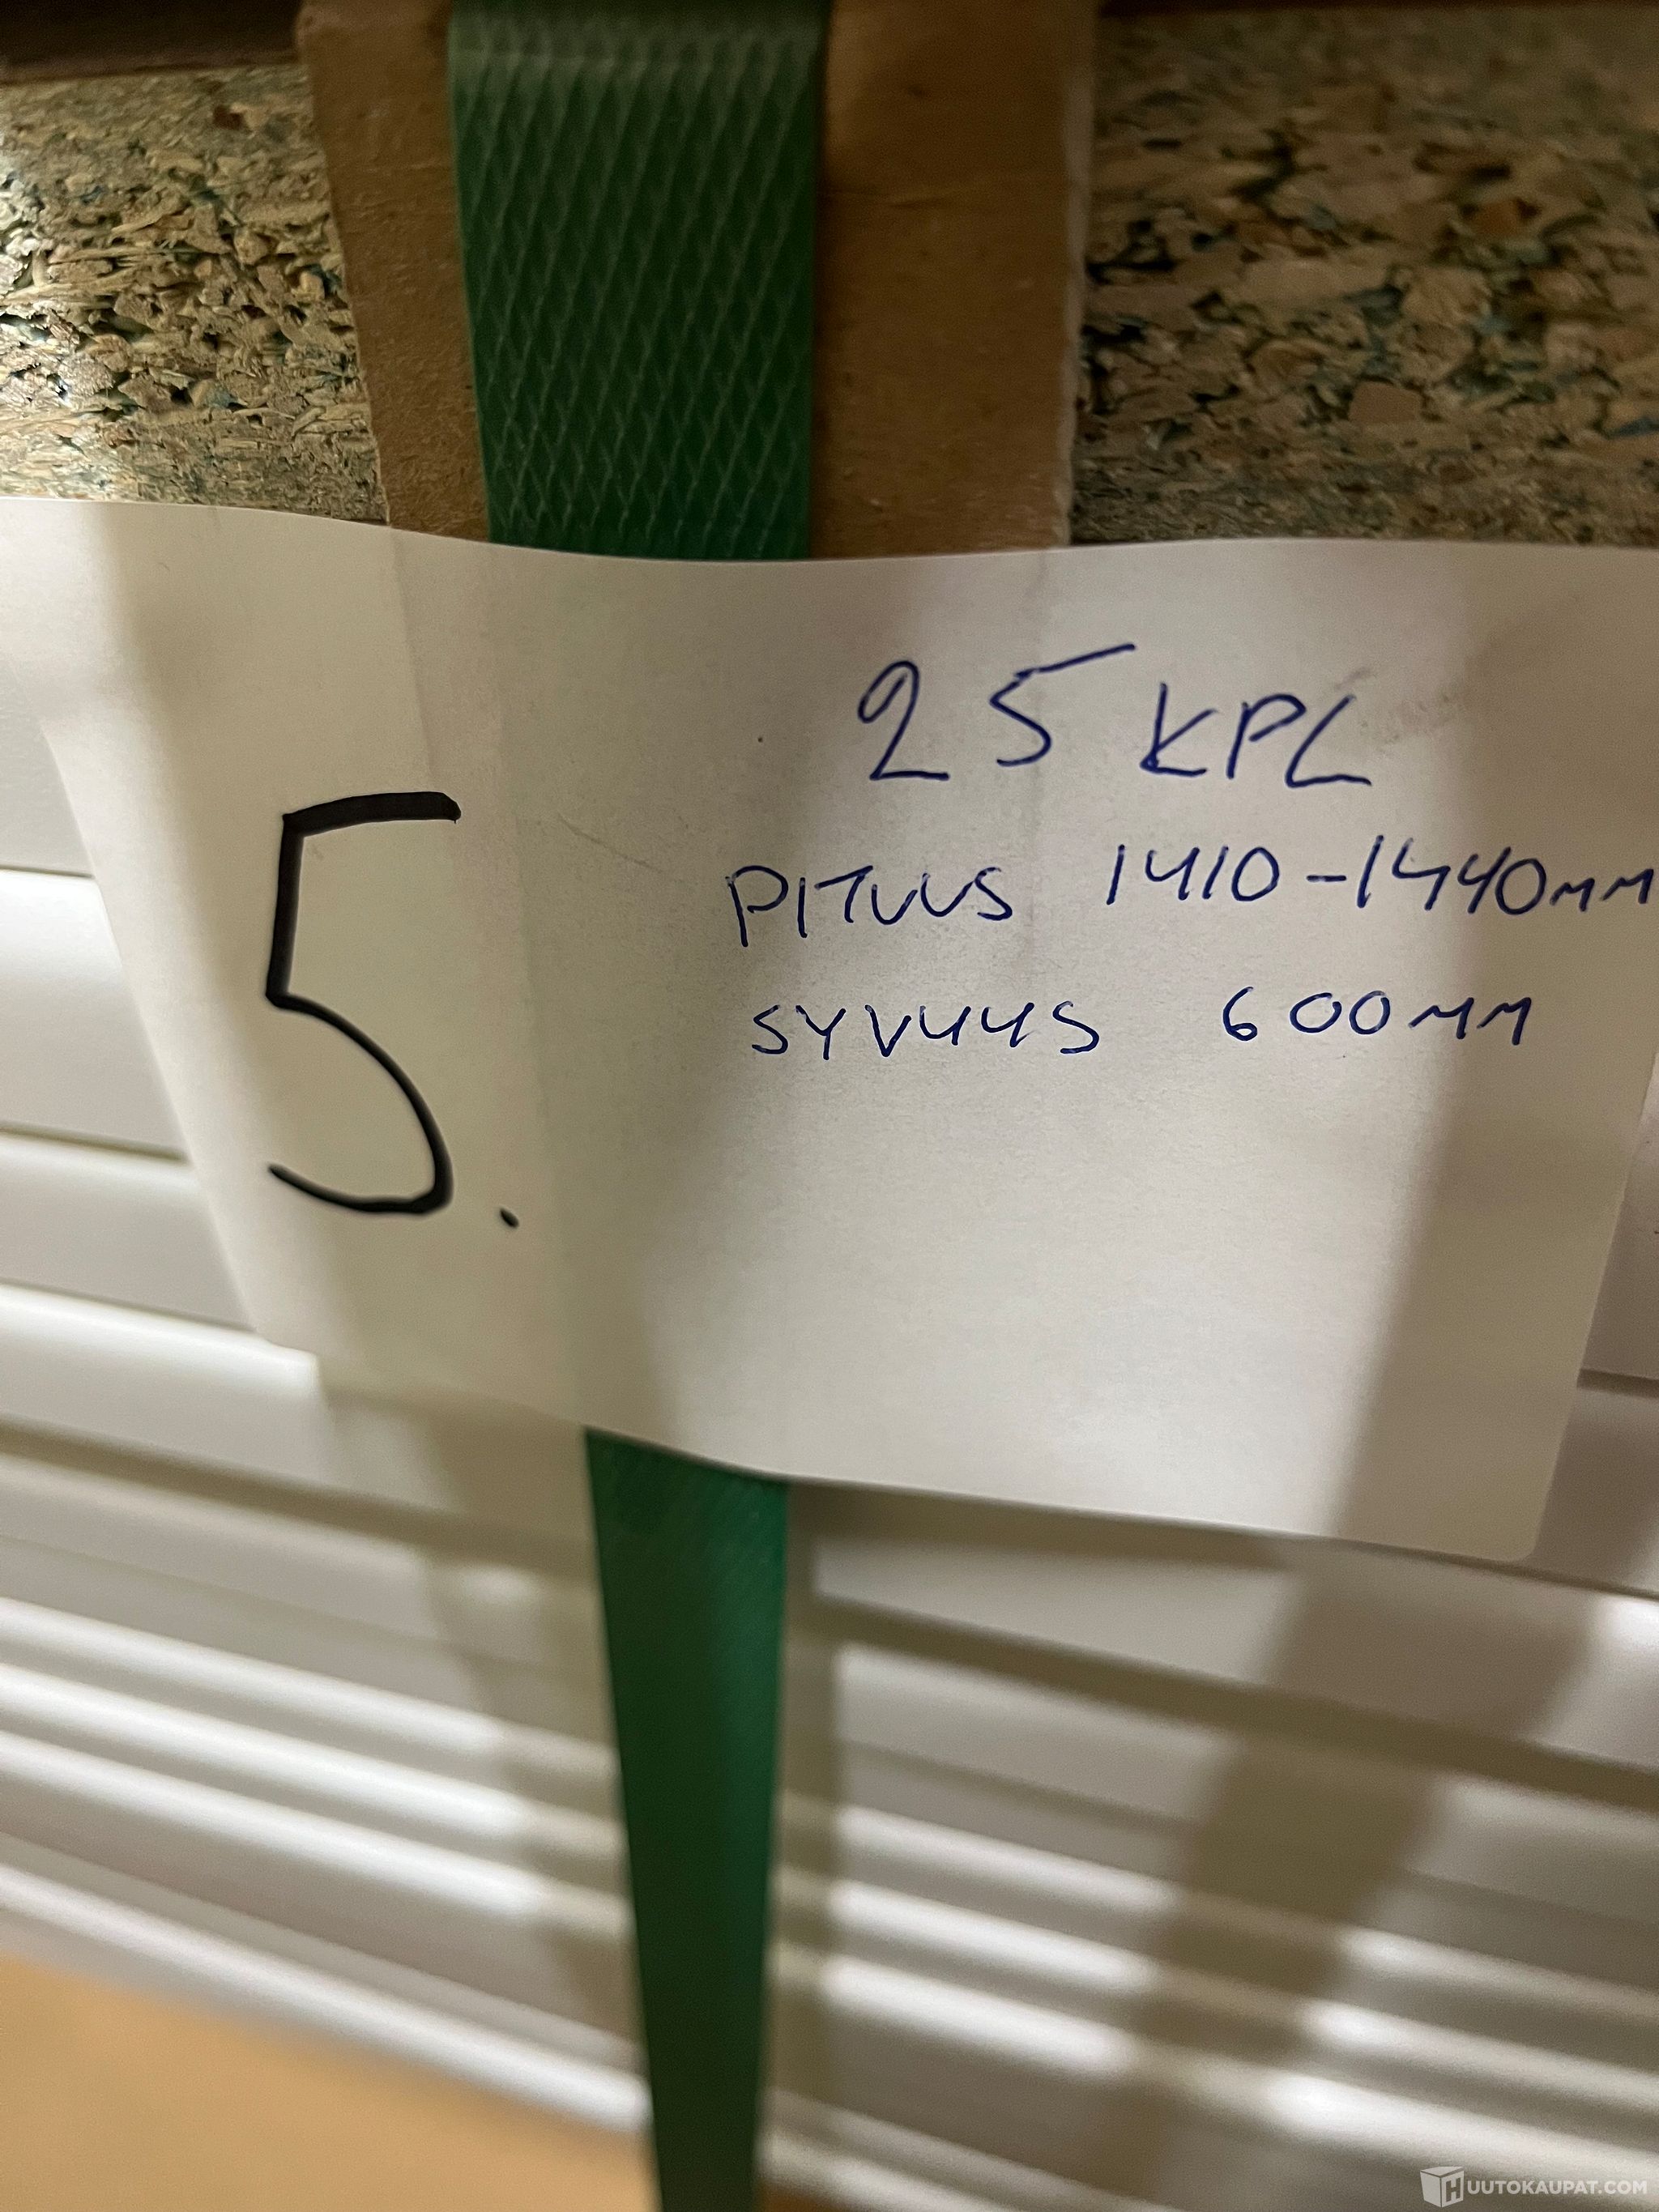 25 KPL
5.
PITUUS 1410-1440MM
SYVYYS 600MM
HUUTOKAUPAT.COM